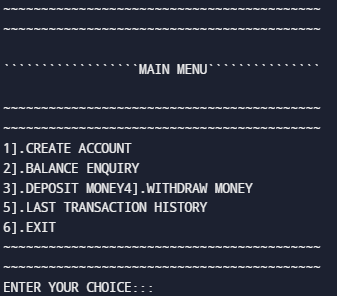 ~~~~~~~~~~~~~~~~~~~~~~~~~~~~~~~~~~~~~~~~~~
~~~~~~~~~~~~~~~~~~~~~~~~~~~~~~~~~~~~~~~~~~
``````````````````MAIN MENU```````````````
~~~~~~~~~~~~~~~~~~~~~~~~~~~~~~~~~~~~~~~~~~
~~~~~~~~~~~~~~~~~~~~~~~~~~~~~~~~~~~~~~~~~~
1].CREATE ACCOUNT
2].BALANCE ENQUIRY
3].DEPOSIT MONEY4].WITHDRAW MONEY
5].LAST TRANSACTION HISTORY
6].EXIT
~~~~~~~~~~~~~~~~~~~~~~~~~~~~~~~~~~~~~~~~~~
~~~~~~~~~~~~~~~~~~~~~~~~~~~~~~~~~~~~~~~~~~
ENTER YOUR CHOICE:::